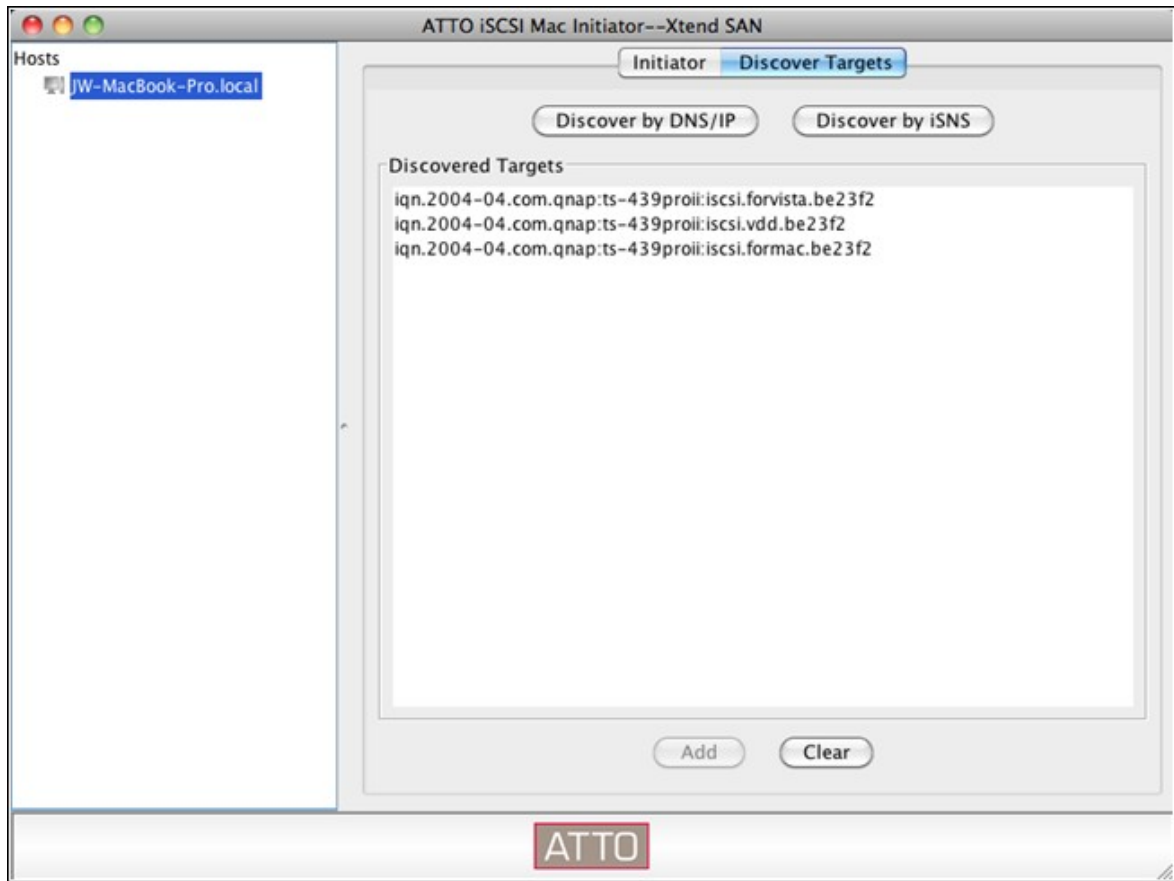 ATTO iSCSI Mac Initiator--Xtend SAN
Hosts
JW-MacBook-Pro.local
Initiator Discover Targets
Discover by DNS/IP Discover by iSNS
Discovered Targets
iqn.2004-04.com.qnap:ts-439proii:iscsi.forvista.be23f2
iqn.2004-04.com.qnap:ts-439proii:iscsi.vdd.be23f2
iqn.2004-04.com.qnap:ts-439proii:iscsi.formac.be23f2
Add Clear
ATTO